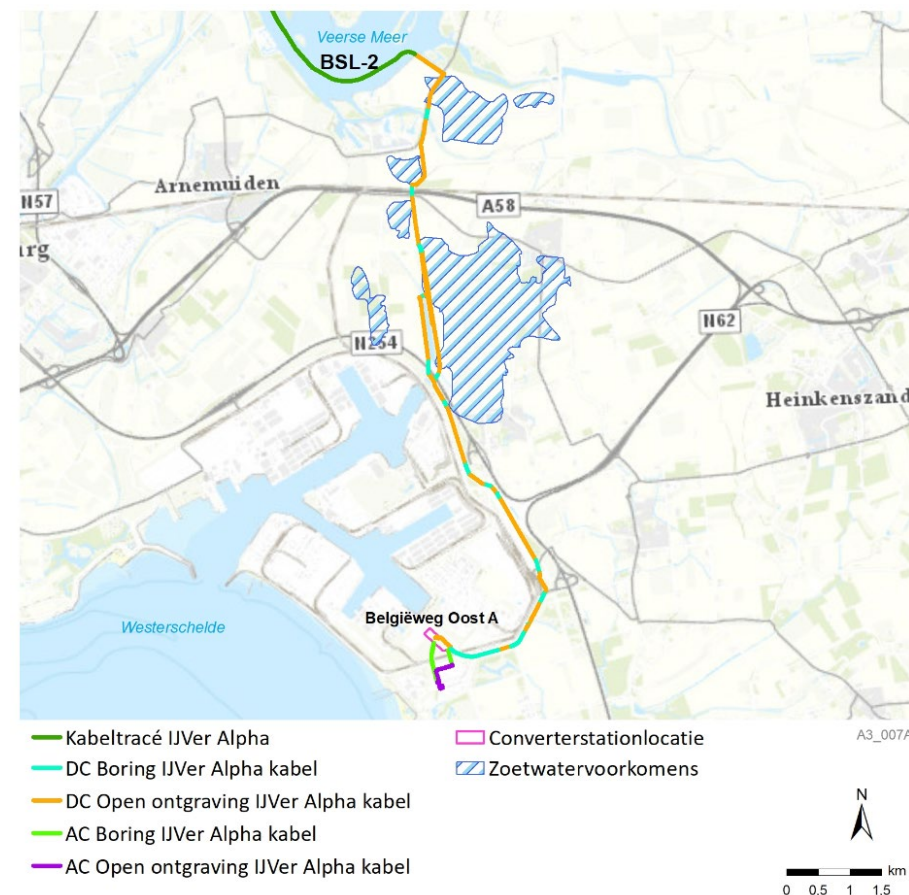 Veerse Meer
BSL-2
Arnemuiden
N57
A58
arg
N62
N254
Heinkenszand
Belgiëweg Oost A
Westerschelde
Kabeltracé IJVer Alpha
DC Boring IJVer Alpha kabel
DC Open ontgraving IJVer Alpha kabel
AC Boring IJVer Alpha kabel
AC Open ontgraving IJVer Alpha kabel
Converterstationlocatie
Zoetwatervoorkomens
A3_007A
N
km
0 0.5 1 1.5